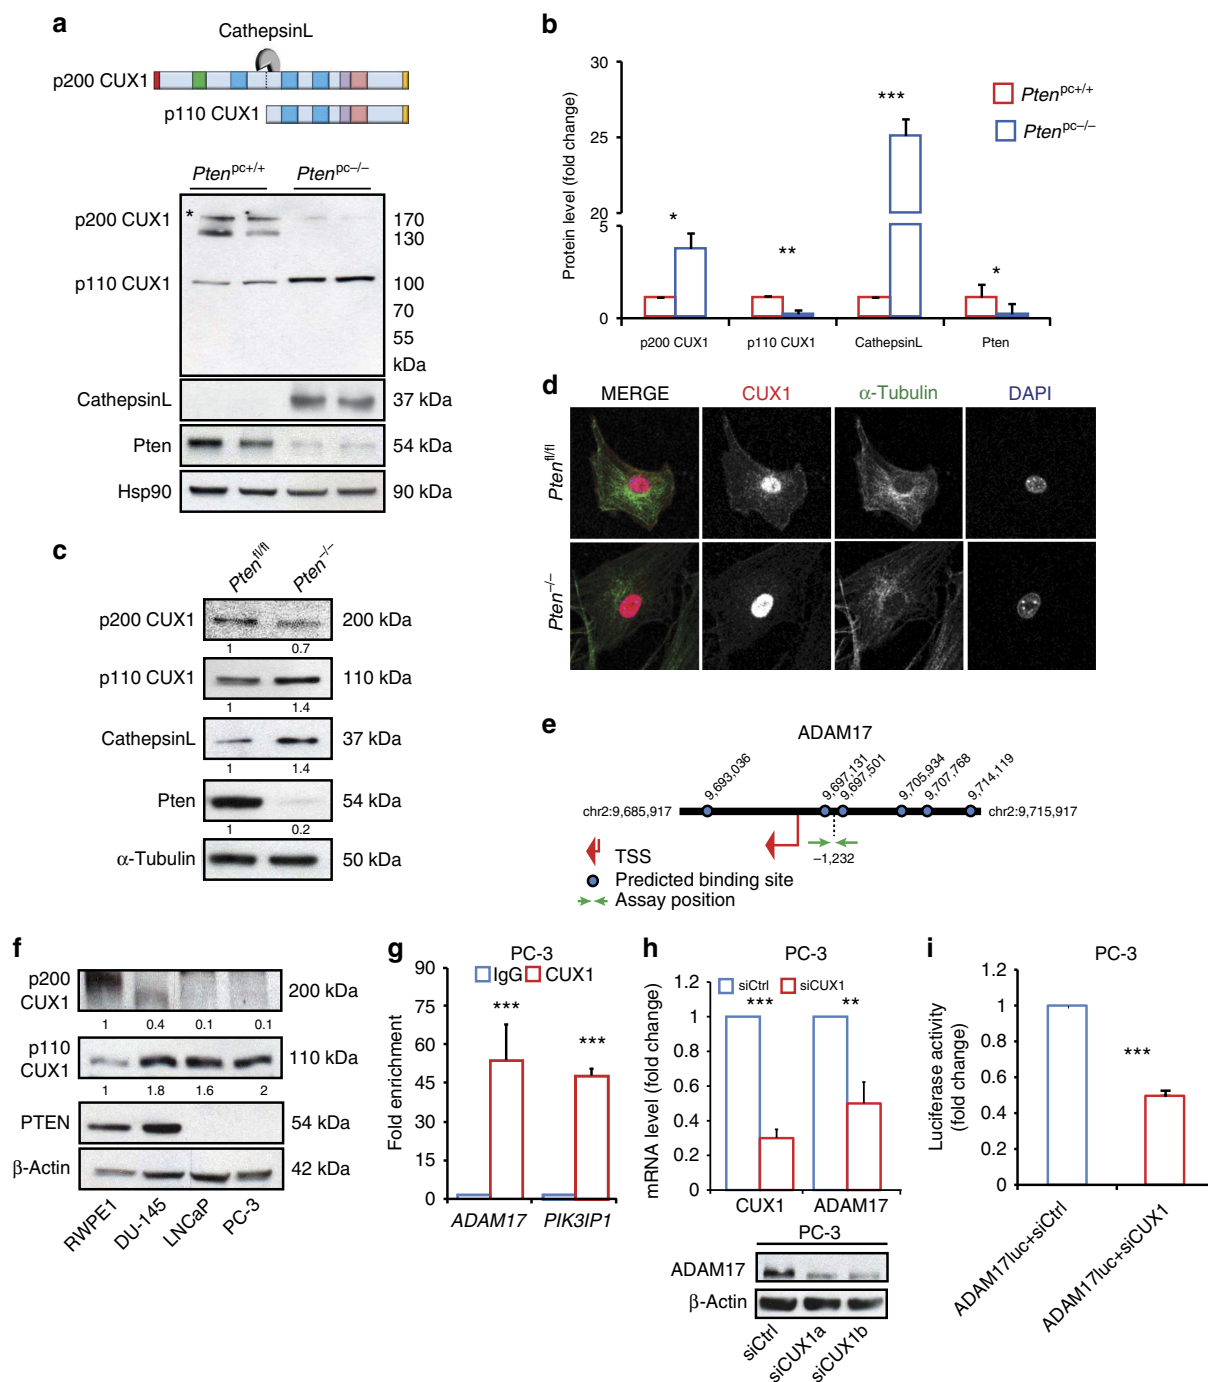 a
CathepsinL
p200 CUX1
p110 CUX1
Pten pc+/+ Pten pc–/–
p200 CUX1 * 170
130
p110 CUX1 100
70
55
kDa
CathepsinL 37 kDa
Pten 54 kDa
Hsp90 90 kDa
b
Protein level (fold change)
30
25
20
5
0
* ** *** *
Pten pc+/+
Pten pc–/–
p200 CUX1 p110 CUX1 CathepsinL Pten
c
Pten fl/fl Pten –/–
p200 CUX1 200 kDa
1 0.7
p110 CUX1 110 kDa
1 1.4
CathepsinL 37 kDa
1 1.4
Pten 54 kDa
1 0.2
α-Tubulin 50 kDa
d
MERGE CUX1 α-Tubulin DAPI
Pten fl/fl
Pten –/–
e
ADAM17
9,693,036 9,697,131 9,697,501 9,705,934 9,707,768 9,714,119
chr2:9,685,917 chr2:9,715,917
–1,232
TSS
Predicted binding site
Assay position
f
p200 CUX1 200 kDa
1 0.4 0.1 0.1
p110 CUX1 110 kDa
1 1.8 1.6 2
PTEN 54 kDa
β-Actin 42 kDa
RWPE1 DU-145 LNCaP PC-3
g
PC-3
IgG CUX1
Fold enrichment
90
75
60
45
30
15
0
*** ***
ADAM17 PIK3IP1
h
PC-3
siCtrl siCUX1
mRNA level (fold change)
1.2
1
0.8
0.6
0.4
0.2
0
*** **
CUX1 ADAM17
PC-3
ADAM17
β-Actin
siCtrl siCUX1a siCUX1b
i
PC-3
Luciferase activity
(fold change)
1.2
1
0.8
0.6
0.4
0.2
0
***
ADAM17luc+siCtrl ADAM17luc+siCUX1